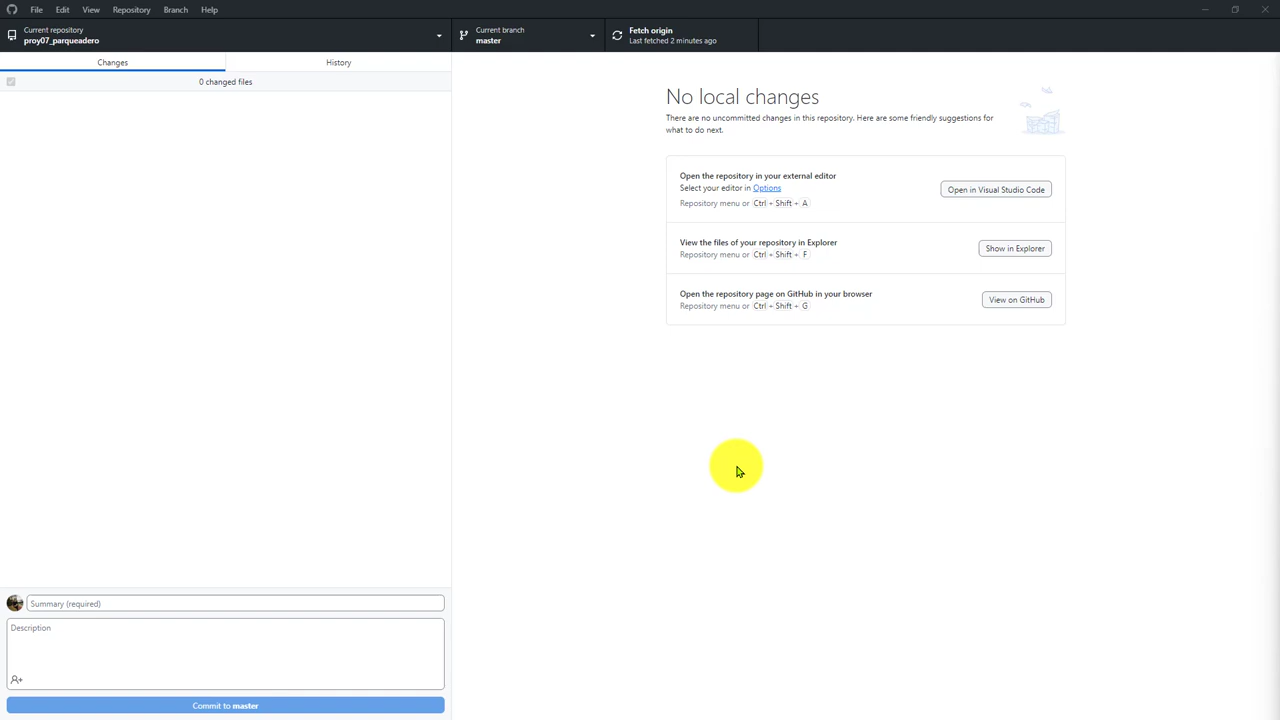 File Edit View Repository Branch Help
Current repository
proy07_parqueadero
Current branch
master
Fetch origin
Last fetched 2 minutes ago
Changes
History
0 changed files
No local changes
There are no uncommitted changes in this repository. Here are some friendly suggestions for
what to do next.
Open the repository in your external editor
Select your editor in Options
Repository menu or Ctrl + Shift + A
Open in Visual Studio Code
View the files of your repository in Explorer
Repository menu or Ctrl + Shift + F
Show in Explorer
Open the repository page on GitHub in your browser
Repository menu or Ctrl + Shift + G
View on GitHub
Summary (required)
Description
Commit to master